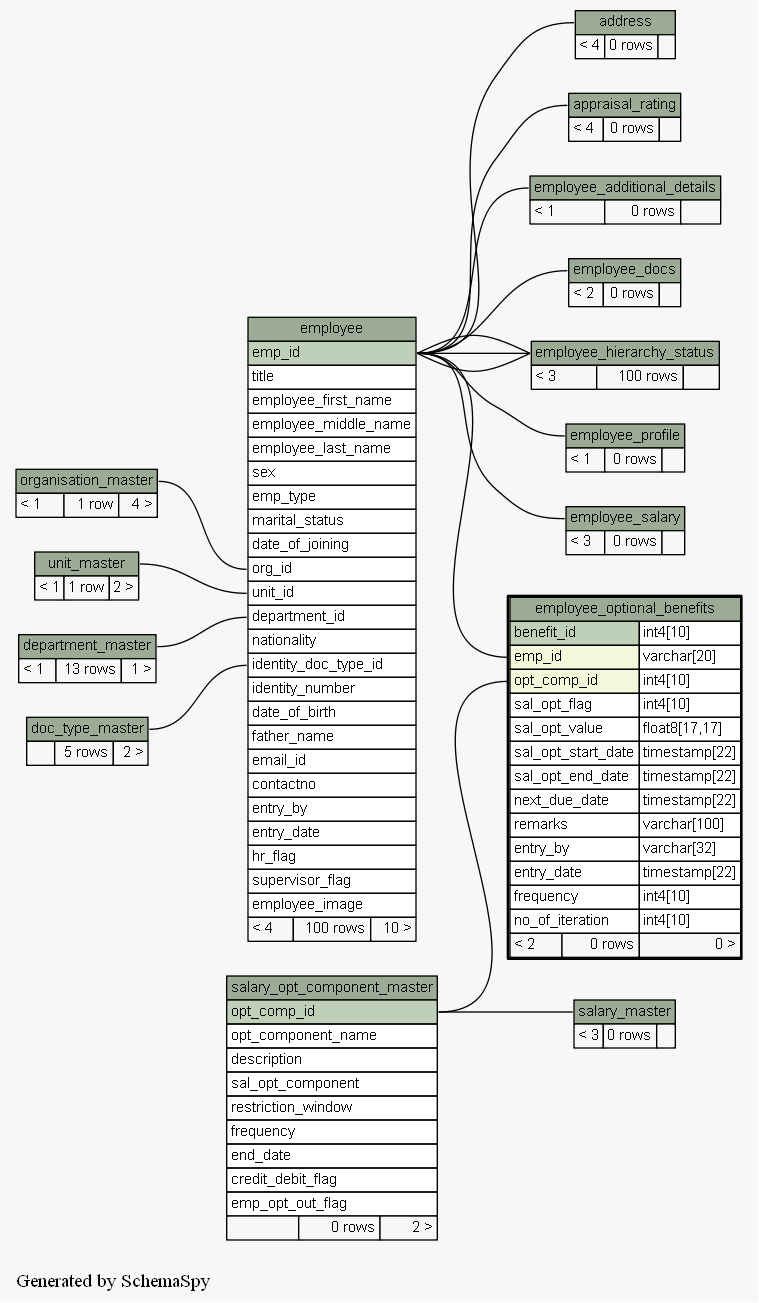 address
< 4 0 rows
appraisal_rating
< 4 0 rows
employee_additional_details
< 1 0 rows
employee_docs
< 2 0 rows
employee_hierarchy_status
< 3 100 rows
employee_profile
< 1 0 rows
employee_salary
< 3 0 rows
employee
emp_id
title
employee_first_name
employee_middle_name
employee_last_name
sex
emp_type
marital_status
date_of_joining
org_id
unit_id
department_id
nationality
identity_doc_type_id
identity_number
date_of_birth
father_name
email_id
contactno
entry_by
entry_date
hr_flag
supervisor_flag
employee_image
< 4 100 rows 10 >
organisation_master
< 1 1 row 4 >
unit_master
< 1 1 row 2 >
department_master
< 1 13 rows 1 >
doc_type_master
5 rows 2 >
employee_optional_benefits
benefit_id int4[10]
emp_id varchar[20]
opt_comp_id int4[10]
sal_opt_flag int4[10]
sal_opt_value float8[17,17]
sal_opt_start_date timestamp[22]
sal_opt_end_date timestamp[22]
next_due_date timestamp[22]
remarks varchar[100]
entry_by varchar[32]
entry_date timestamp[22]
frequency int4[10]
no_of_iteration int4[10]
< 2 0 rows 0 >
salary_opt_component_master
opt_comp_id
opt_component_name
description
sal_opt_component
restriction_window
frequency
end_date
credit_debit_flag
emp_opt_out_flag
0 rows 2 >
salary_master
< 3 0 rows
Generated by SchemaSpy